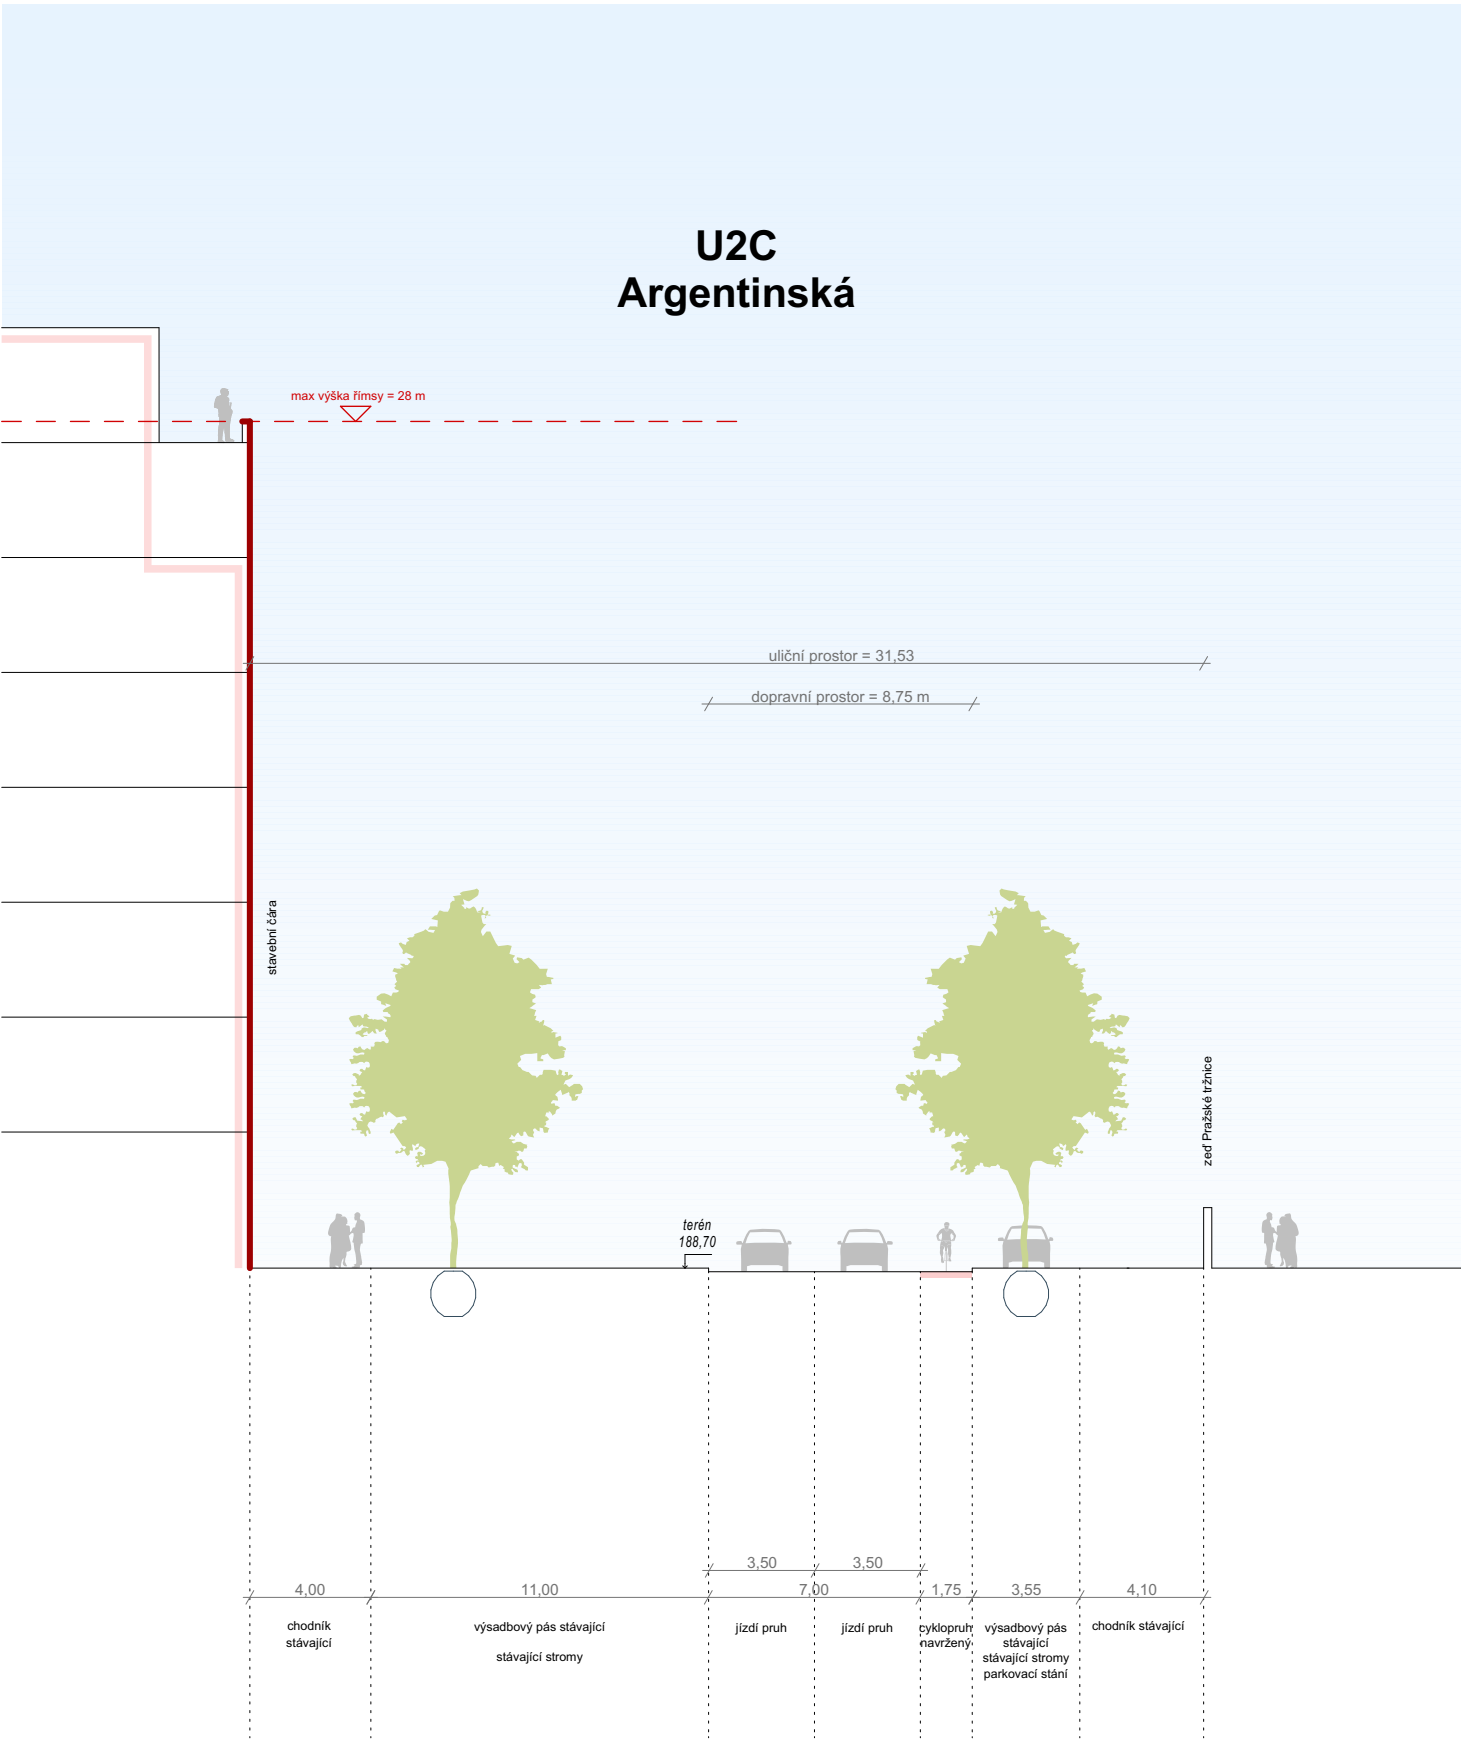 U2C
Argentinská
max výška římsy = 28 m
uliční prostor = 31,53
dopravní prostor = 8,75 m
stavební čára
zeď Pražské tržnice
terén
188,70
3,50
3,50
4,00
11,00
7,00
1,75
3,55
4,10
chodník
stávající
výsadbový pás stávající
stávající stromy
jízdí pruh
jízdí pruh
cyklopruh
navržený
výsadbový pás
stávající
stávající stromy
parkovací stání
chodník stávající